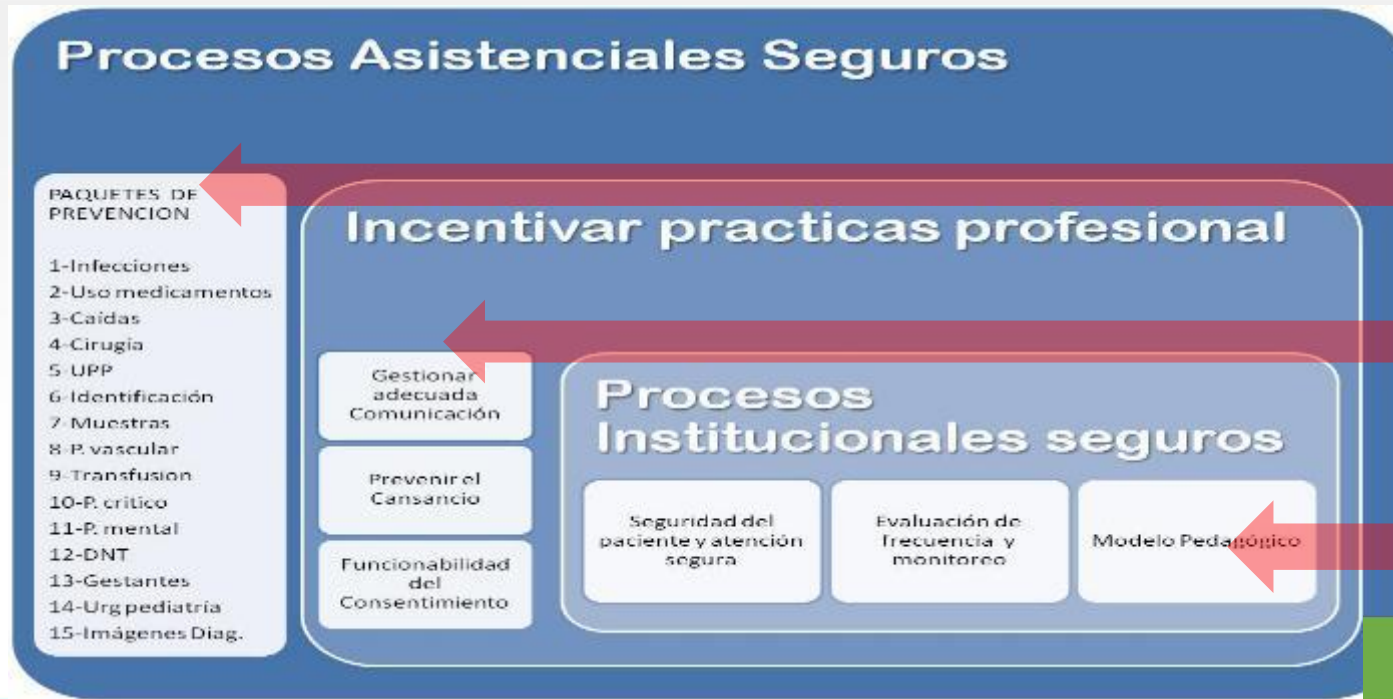 Procesos Asistenciales Seguros
PAQUETES DE
PREVENCION
1-Infecciones
2-Uso medicamentos
3-Caídas
4-Cirugía
5-UPP
6-Identificación
7-Muestras
8-P. vascular
9-Transfusion
10-P. critico
11-P. mental
12-DNT
13-Gestantes
14-Urg pediatría
15-Imágenes Diag.
Incentivar practicas profesional
Gestionar
adecuada
Comunicación
Prevenir el
Cansancio
Funcionabilidad
del
Consentimiento
Procesos
Institucionales seguros
Seguridad del
paciente y atención
segura
Evaluación de
frecuencia y
monitoreo
Modelo Pedagógico